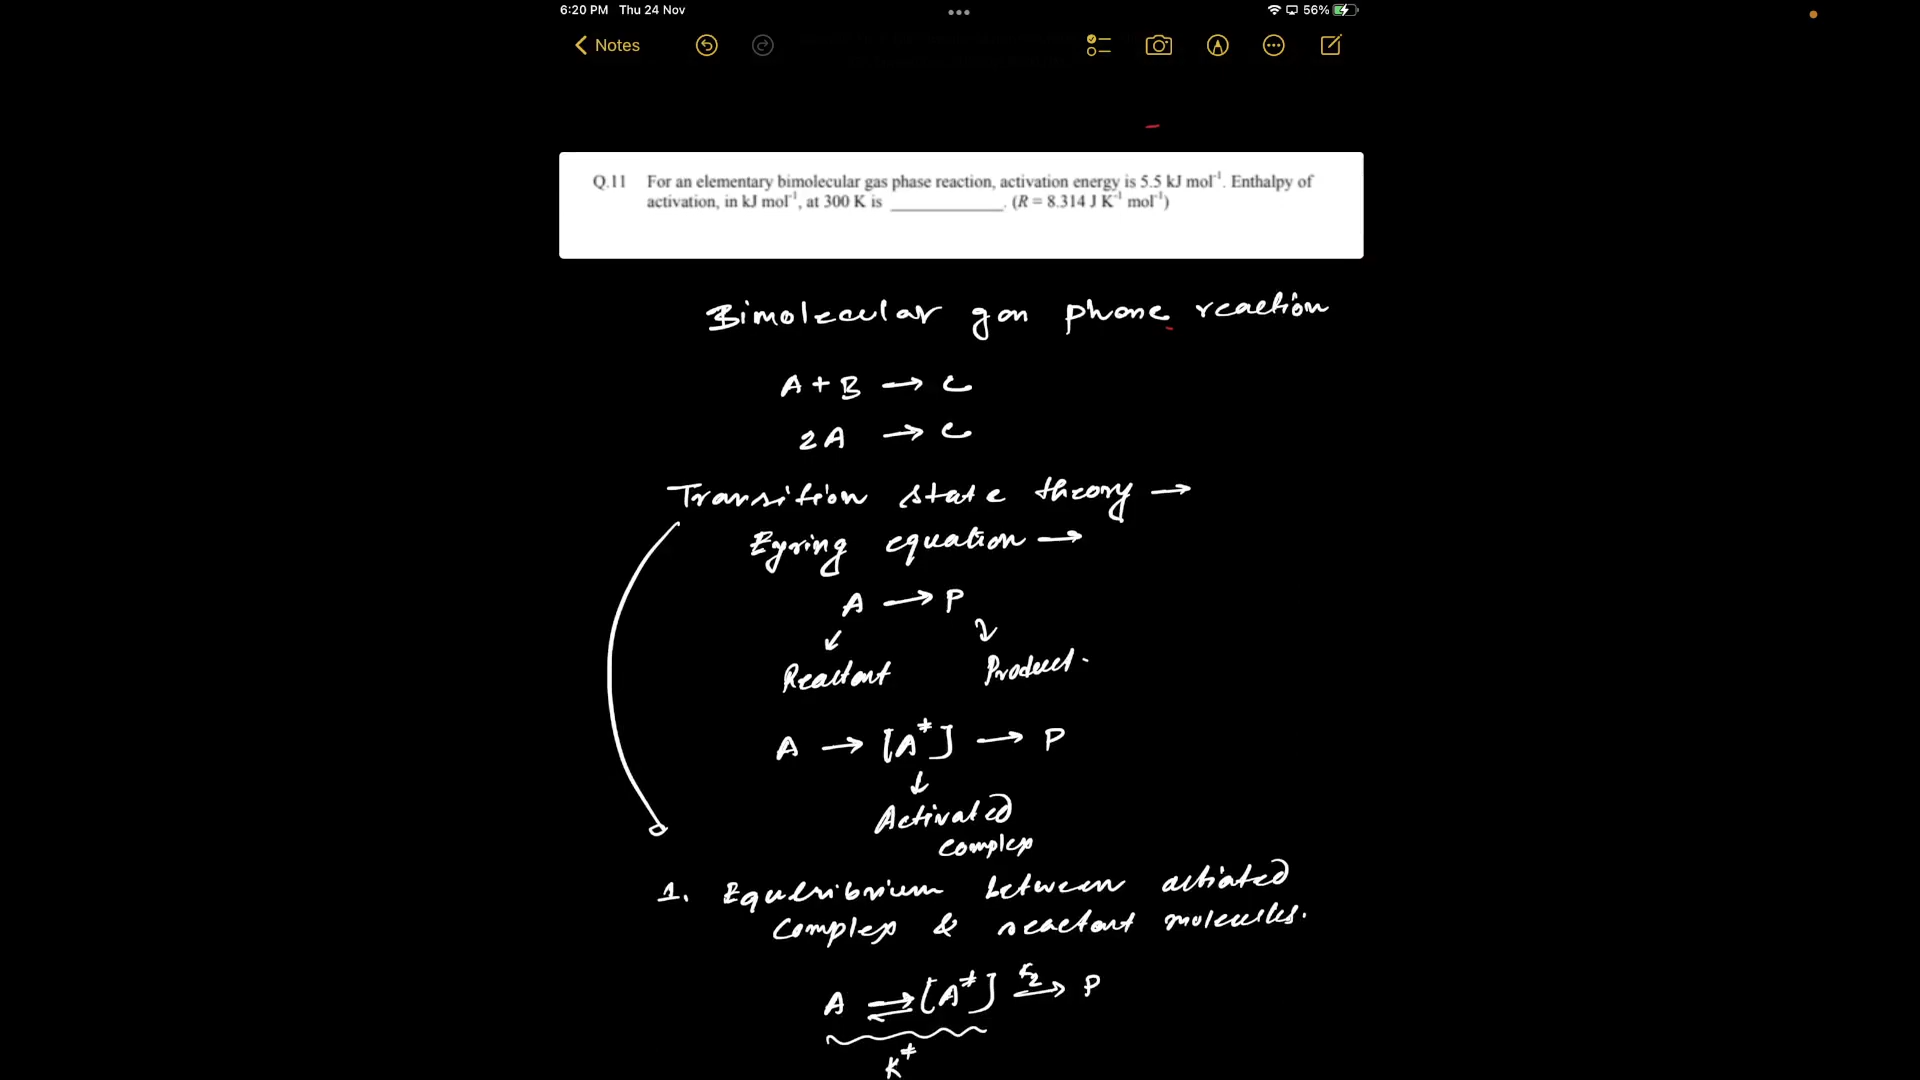 6:20 PM Thu 24 Nov
56%
Notes
Q.11 For an elementary bimolecular gas phase reaction, activation energy is 5.5 kJ mol⁻¹. Enthalpy of
activation, in kJ mol⁻¹, at 300 K is ____________. (R = 8.314 J K⁻¹ mol⁻¹)
Bimolecular gas phase reaction
A + B → C
2A → C
Transition state theory →
Eyring equation →
A → P
Reactant Product.
A → [A≠] → P
Activated
Complex
1. Equilibrium between activated
Complex & reactant molecules.
A ⇌ [A≠] k₂→ P
K≠